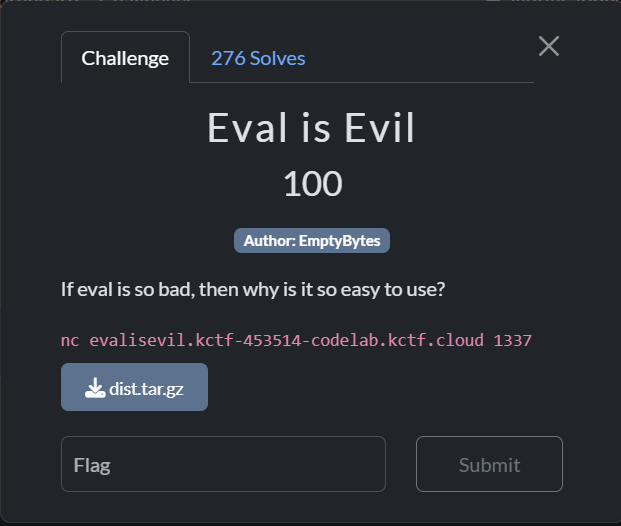 Challenge
276 Solves
Eval is Evil
100
Author: EmptyBytes
If eval is so bad, then why is it so easy to use?
nc evalisevil.kctf-453514-codelab.kctf.cloud 1337
dist.tar.gz
Flag
Submit